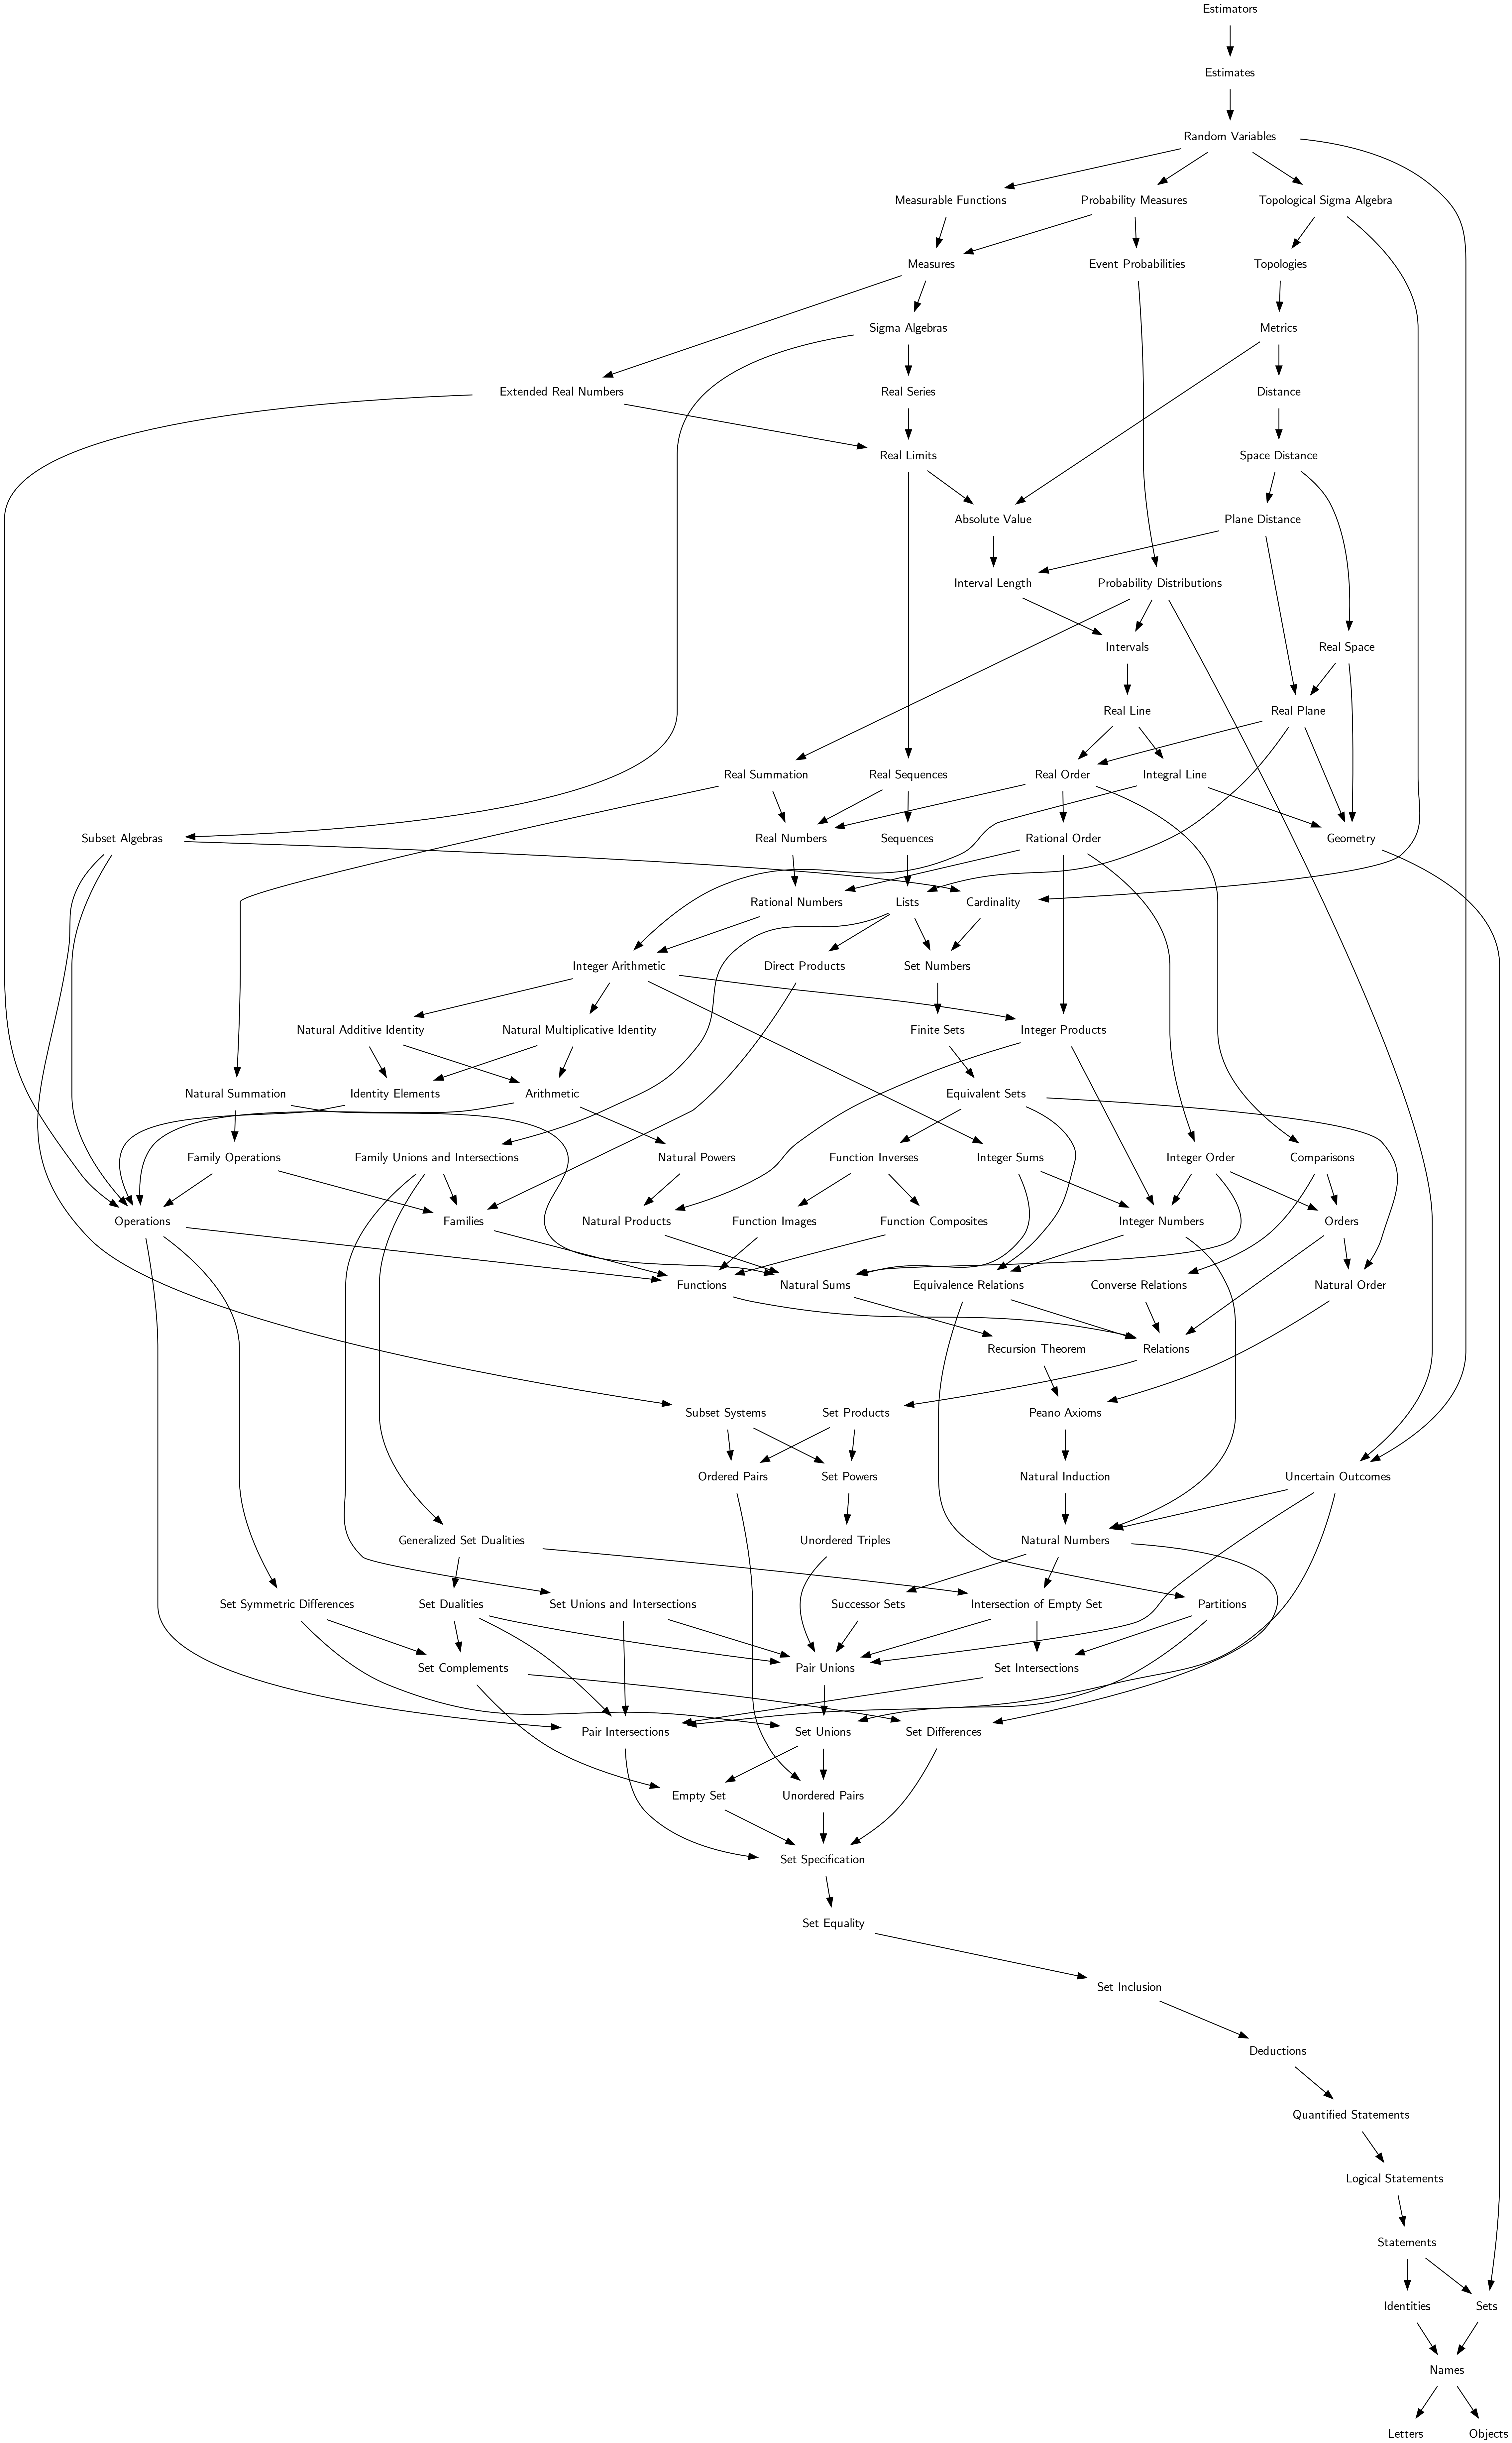 Estimators
Estimates
Random Variables
Measurable Functions
Probability Measures
Topological Sigma Algebra
Measures
Event Probabilities
Topologies
Sigma Algebras
Metrics
Extended Real Numbers
Real Series
Distance
Real Limits
Space Distance
Absolute Value
Plane Distance
Interval Length
Probability Distributions
Intervals
Real Space
Real Line
Real Plane
Real Summation
Real Sequences
Real Order
Integral Line
Subset Algebras
Real Numbers
Sequences
Rational Order
Geometry
Rational Numbers
Lists
Cardinality
Integer Arithmetic
Direct Products
Set Numbers
Natural Additive Identity
Natural Multiplicative Identity
Finite Sets
Integer Products
Natural Summation
Identity Elements
Arithmetic
Equivalent Sets
Family Operations
Family Unions and Intersections
Natural Powers
Function Inverses
Integer Sums
Integer Order
Comparisons
Operations
Families
Natural Products
Function Images
Function Composites
Integer Numbers
Orders
Functions
Natural Sums
Equivalence Relations
Converse Relations
Natural Order
Recursion Theorem
Relations
Subset Systems
Set Products
Peano Axioms
Ordered Pairs
Set Powers
Natural Induction
Uncertain Outcomes
Generalized Set Dualities
Unordered Triples
Natural Numbers
Set Symmetric Differences
Set Dualities
Set Unions and Intersections
Successor Sets
Intersection of Empty Set
Partitions
Set Complements
Pair Unions
Set Intersections
Pair Intersections
Set Unions
Set Differences
Empty Set
Unordered Pairs
Set Specification
Set Equality
Set Inclusion
Deductions
Quantified Statements
Logical Statements
Statements
Identities
Sets
Names
Letters
Objects